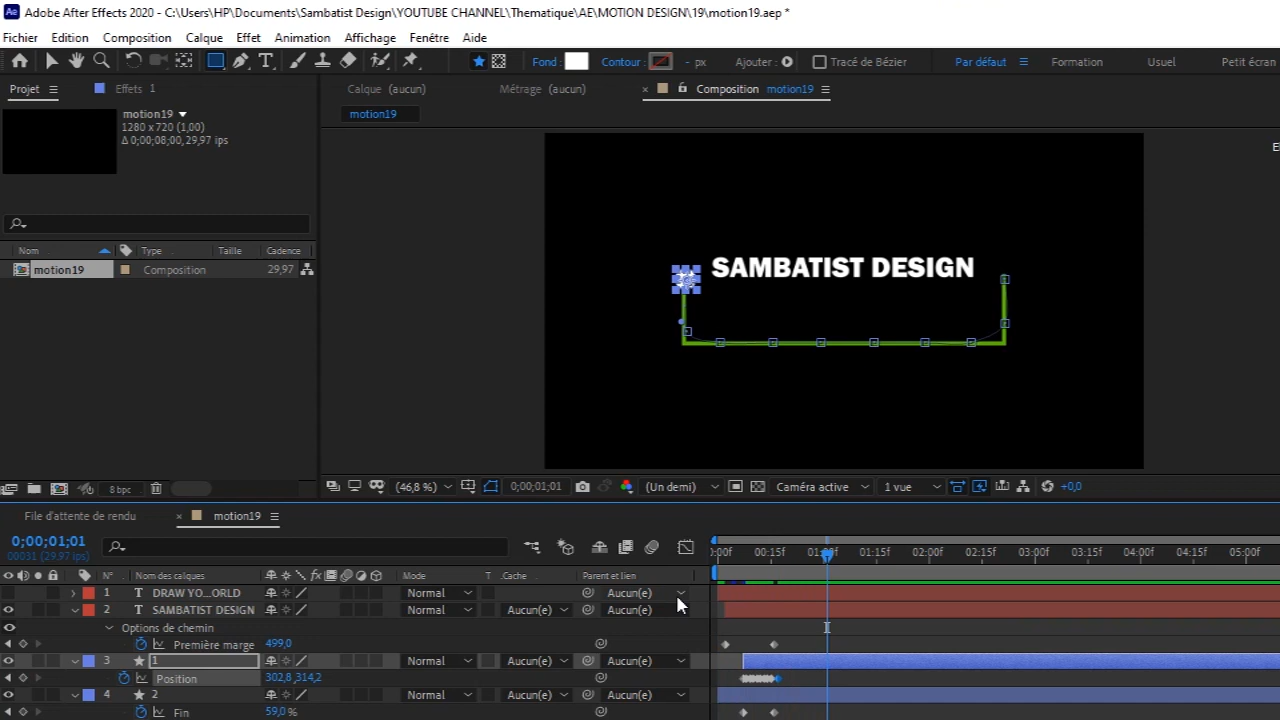 Adobe After Effects 2020 - C:\Users\HP\Documents\Sambatist Design\YOUTUBE CHANNEL\Thematique\AE\MOTION DESIGN\19\motion19.aep *
Fichier Edition Composition Calque Effet Animation Affichage Fenêtre Aide
Fond : Contour : - px Ajouter : Tracé de Bézier Par défaut Formation Usuel Petit écran
Projet Effets 1 Calque (aucun) Métrage (aucun) Composition motion19
motion19
motion19
1280 x 720 (1,00)
Δ 0;00;08;00, 29,97 ips
Nom Type Taille Cadence
motion19 Composition 29,97
SAMBATIST DESIGN
8 bpc (46,8 %) 0;00;01;01 (Un demi) Caméra active 1 vue +0,0
File d'attente de rendu motion19
0;00;01;01
00031 (29.97 ips)
:00f 00:15f 01:00f 01:15f 02:00f 02:15f 03:00f 03:15f 04:00f 04:15f 05:00f
N° Nom des calques Mode T .Cache Parent et lien
1 T DRAW YO...ORLD Normal Aucun(e)
2 T SAMBATIST DESIGN Normal Aucun(e) Aucun(e)
Options de chemin
Première marge 499,0
3 1 Normal Aucun(e) Aucun(e)
Position 302,8,314,2
4 2 Normal Aucun(e) Aucun(e)
Fin 59,0 %